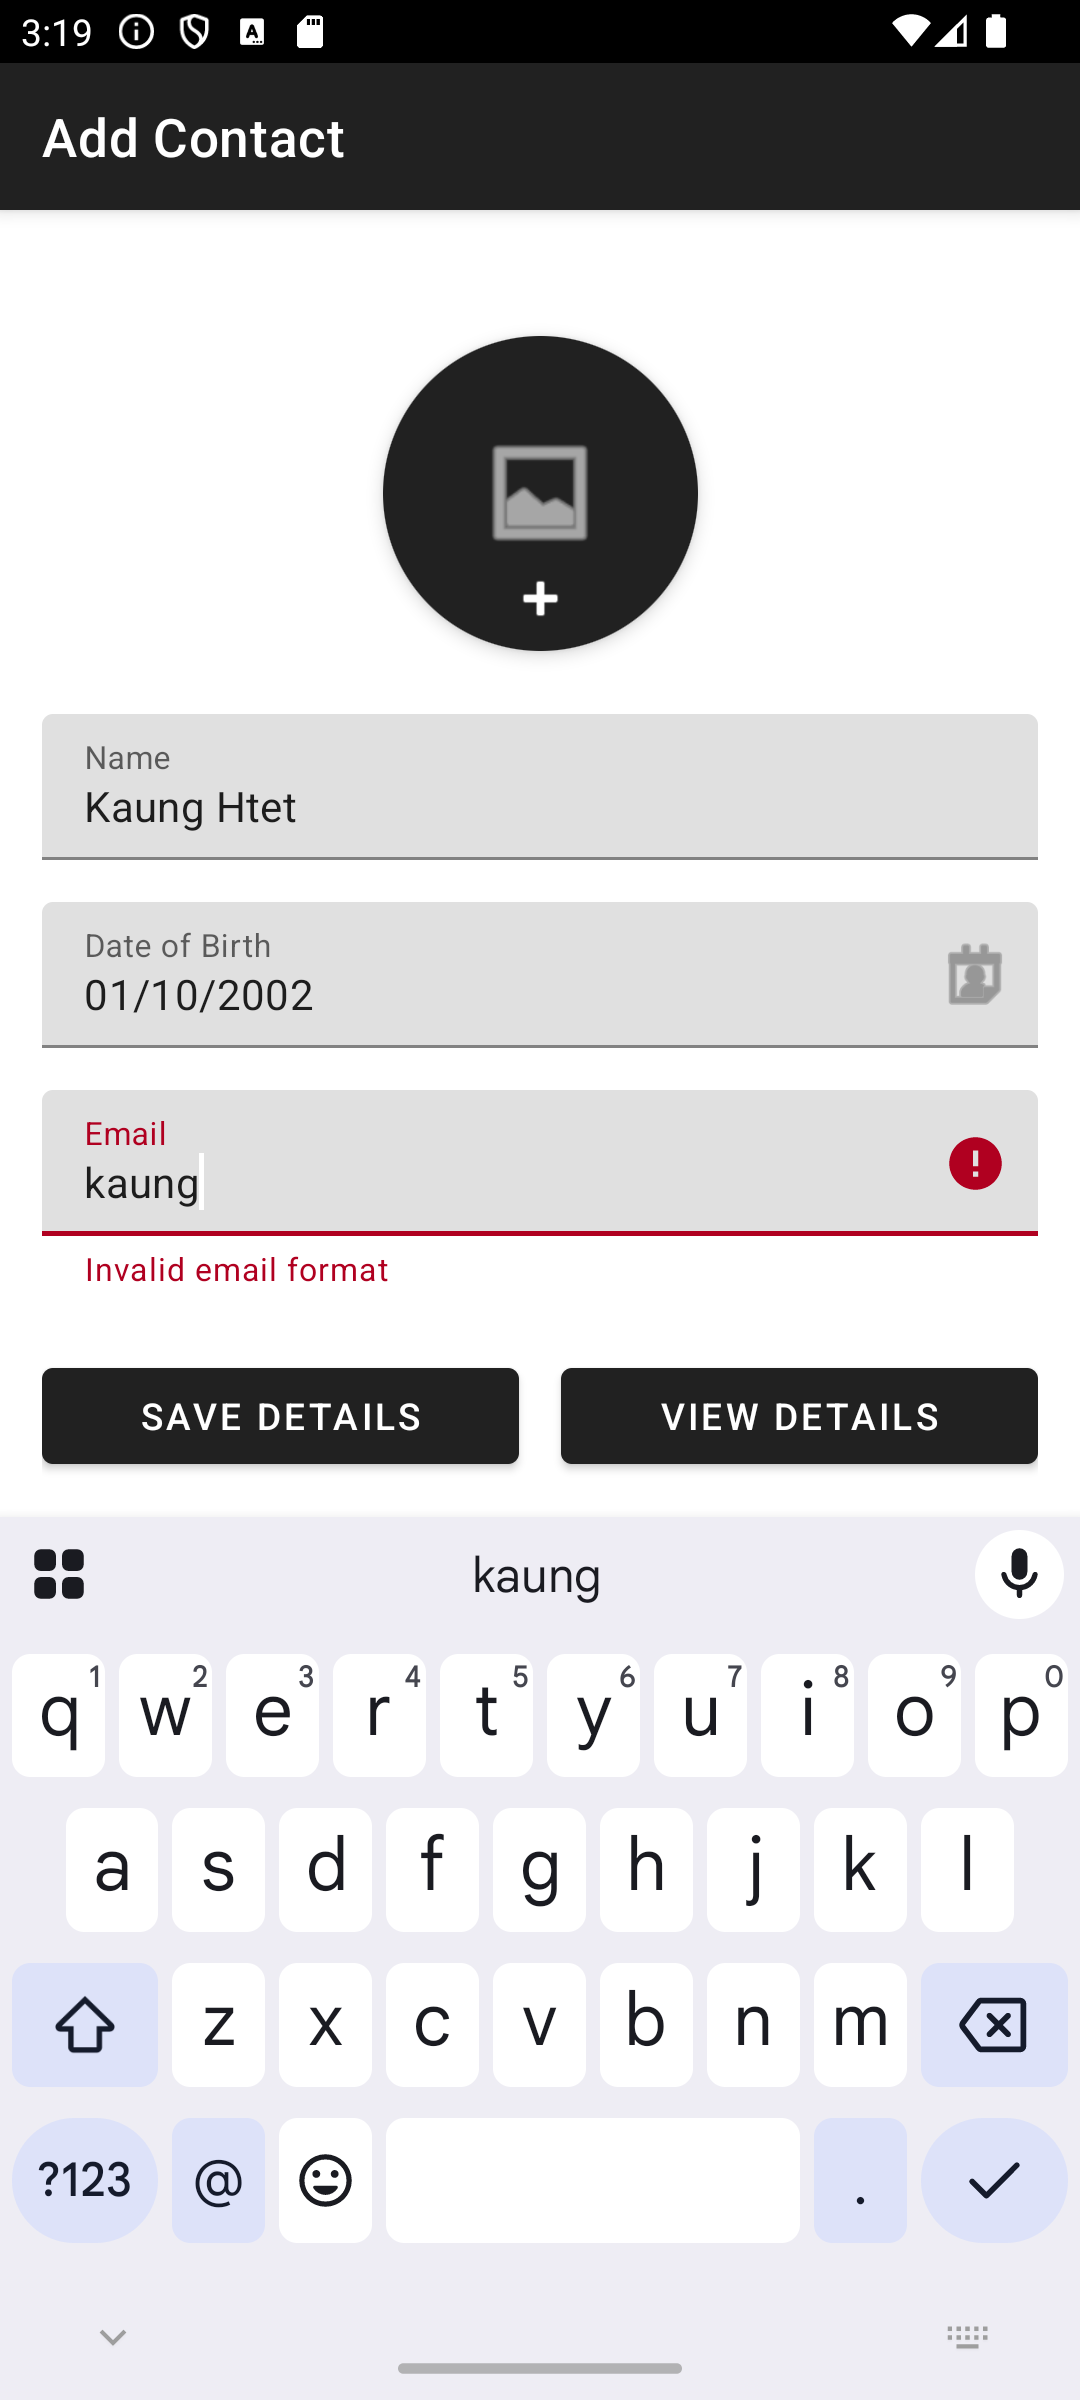 3:19
Add Contact
Name
Kaung Htet
Date of Birth
01/10/2002
Email
kaung
Invalid email format
SAVE DETAILS
VIEW DETAILS
kaung
q 1 w 2 e 3 r 4 t 5 y 6 u 7 i 8 o 9 p 0
a s d f g h j k l
z x c v b n m
?123 @ .